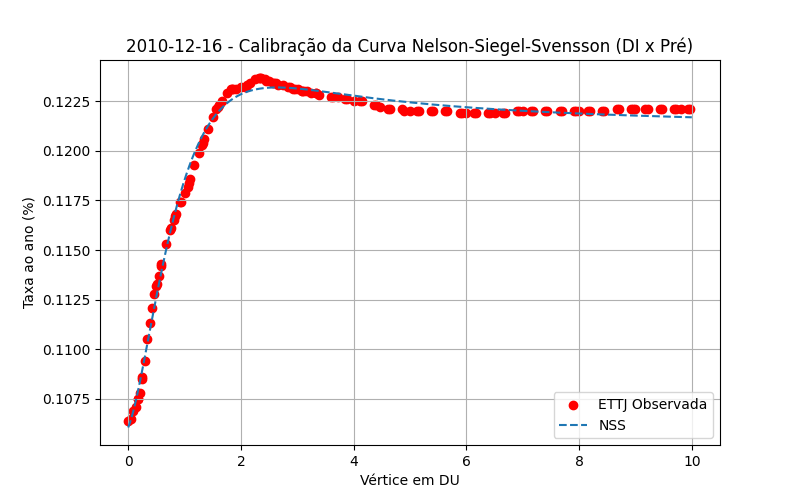 2010-12-16 - Calibração da Curva Nelson-Siegel-Svensson (DI x Pré)
Taxa ao ano (%)
0.1225
0.1200
0.1175
0.1150
0.1125
0.1100
0.1075
0 2 4 6 8 10
Vértice em DU
ETTJ Observada
NSS